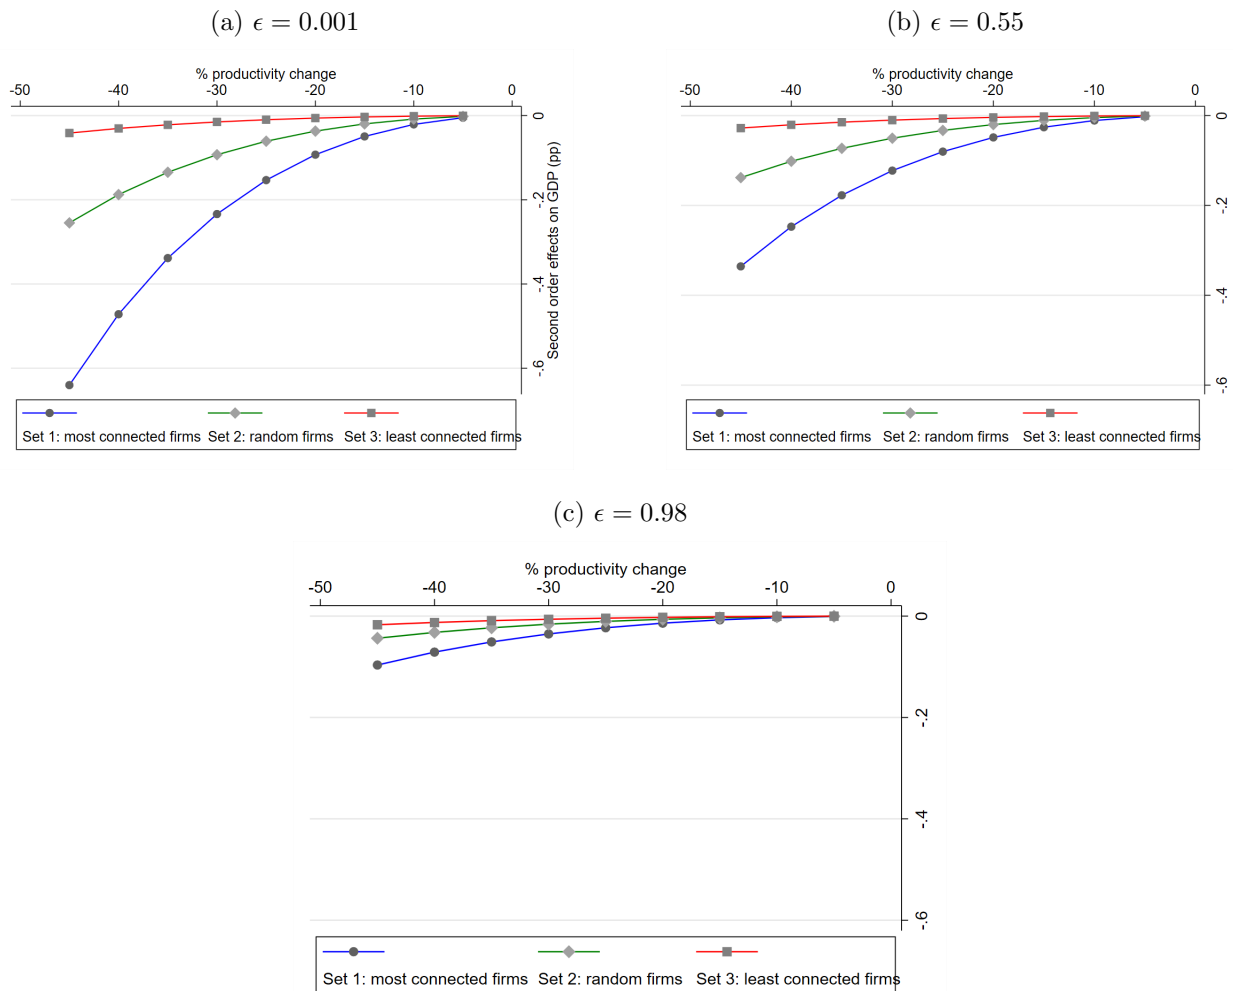 (a) ϵ = 0.001
% productivity change
-50 -40 -30 -20 -10 0
0
-.2
-.4
-.6
Second order effects on GDP (pp)
Set 1: most connected firms Set 2: random firms Set 3: least connected firms
(b) ϵ = 0.55
% productivity change
-50 -40 -30 -20 -10 0
0
-.2
-.4
-.6
Set 1: most connected firms Set 2: random firms Set 3: least connected firms
(c) ϵ = 0.98
% productivity change
-50 -40 -30 -20 -10 0
0
-.2
-.4
-.6
Set 1: most connected firms Set 2: random firms Set 3: least connected firms